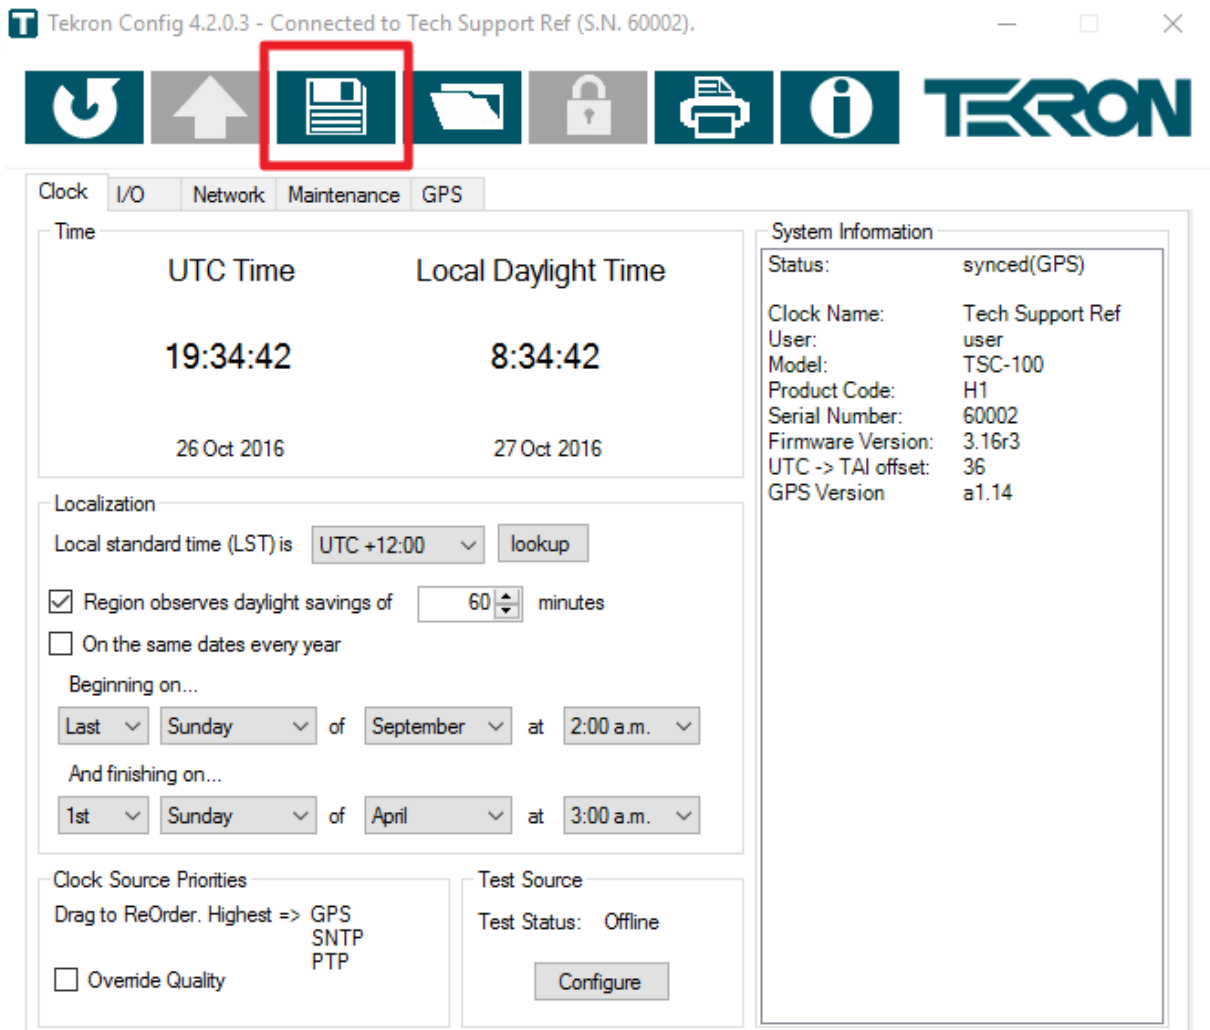 Tekron Config 4.2.0.3 - Connected to Tech Support Ref (S.N. 60002).
TEKRON
Clock I/O Network Maintenance GPS
Time
UTC Time Local Daylight Time
19:34:42 8:34:42
26 Oct 2016 27 Oct 2016
Localization
Local standard time (LST) is UTC +12:00 lookup
Region observes daylight savings of 60 minutes
On the same dates every year
Beginning on...
Last Sunday of September at 2:00 a.m.
And finishing on...
1st Sunday of April at 3:00 a.m.
Clock Source Priorities
Drag to ReOrder. Highest => GPS
SNTP
PTP
Override Quality
Test Source
Test Status: Offline
Configure
System Information
Status: synced(GPS)
Clock Name: Tech Support Ref
User: user
Model: TSC-100
Product Code: H1
Serial Number: 60002
Firmware Version: 3.16r3
UTC -> TAI offset: 36
GPS Version a1.14